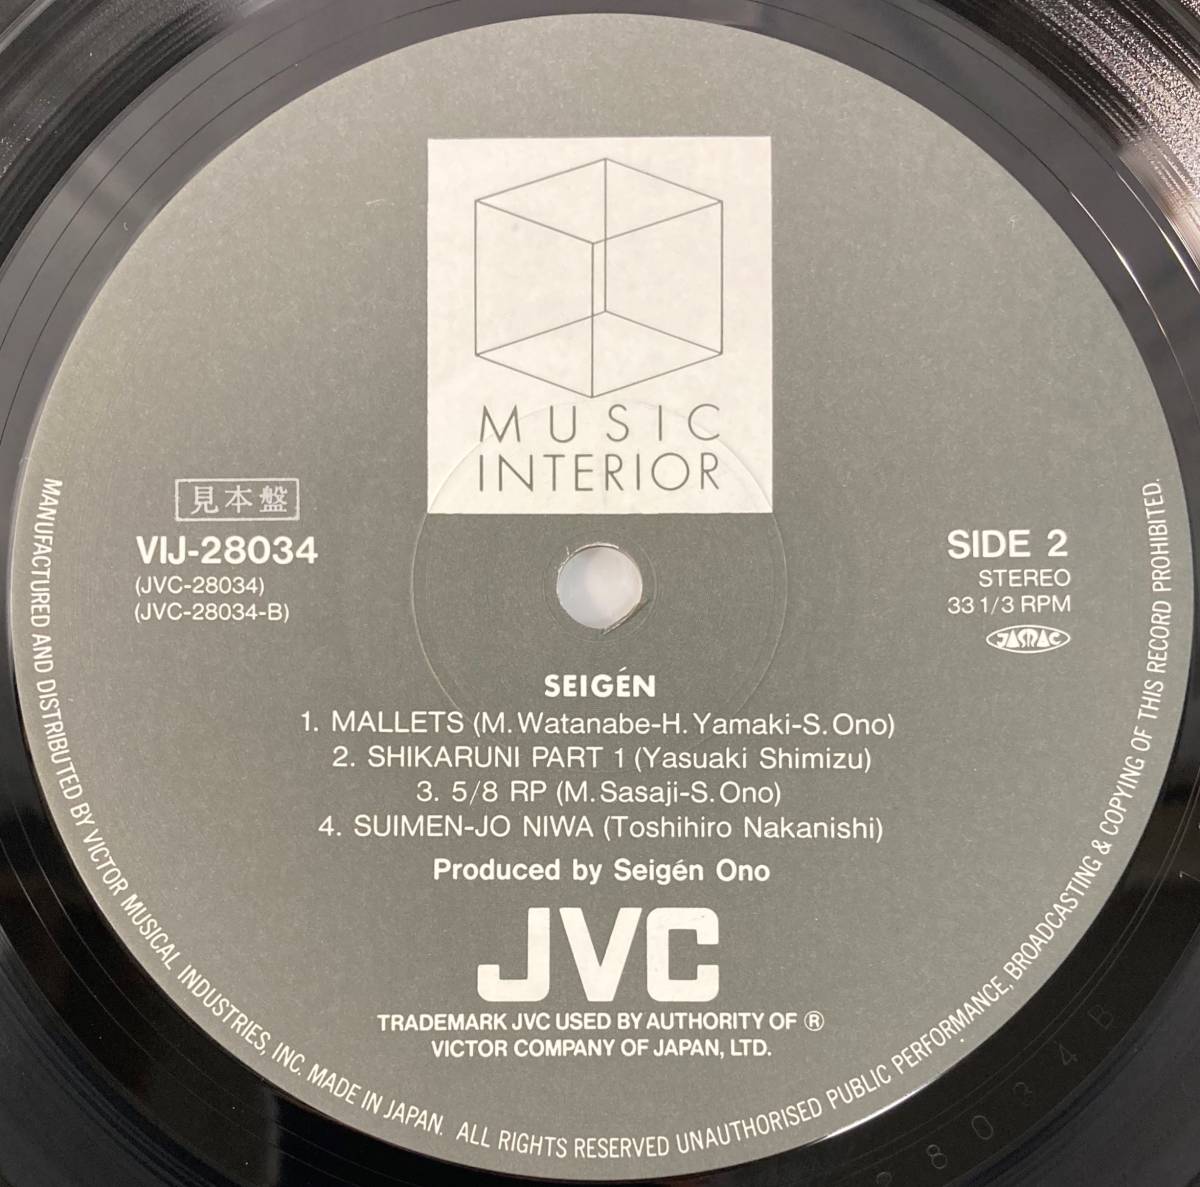 MUSIC
INTERIOR
見本盤
VIJ-28034
(JVC-28034)
(JVC-28034-B)
SIDE 2
STEREO
33 1/3 RPM
JASRAC
SEIGÉN
1. MALLETS (M. Watanabe-H. Yamaki-S. Ono)
2. SHIKARUNI PART 1 (Yasuaki Shimizu)
3. 5/8 RP (M. Sasaji-S. Ono)
4. SUIMEN-JO NIWA (Toshihiro Nakanishi)
Produced by Seigén Ono
JVC
TRADEMARK JVC USED BY AUTHORITY OF ®
VICTOR COMPANY OF JAPAN, LTD.
MANUFACTURED AND DISTRIBUTED BY VICTOR MUSICAL INDUSTRIES, INC. MADE IN JAPAN. ALL RIGHTS RESERVED UNAUTHORISED PUBLIC PERFORMANCE, BROADCASTING & COPYING OF THIS RECORD PROHIBITED.
28034B